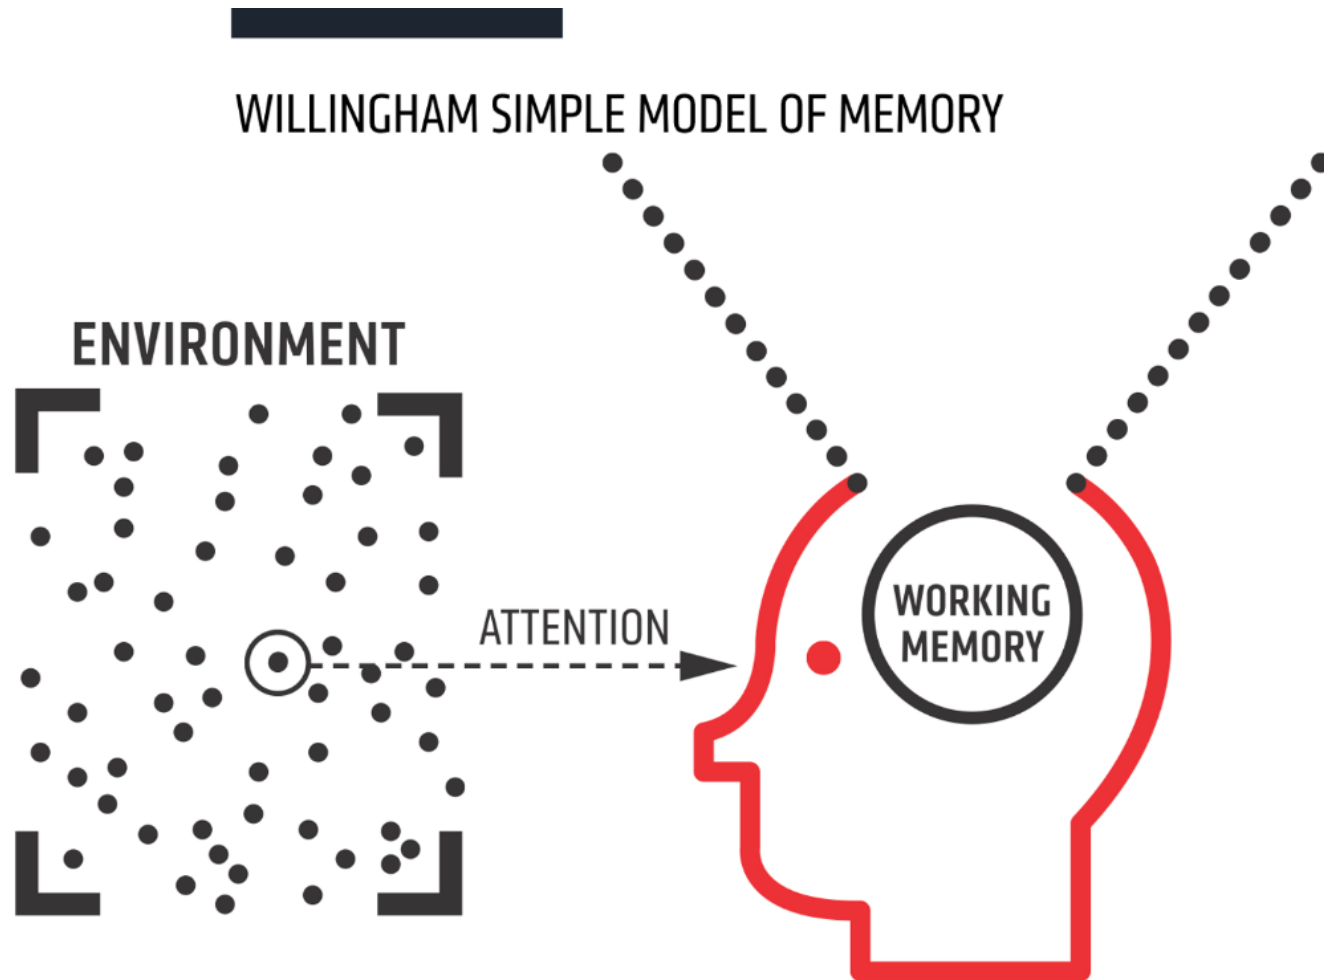 WILLINGHAM SIMPLE MODEL OF MEMORY
ENVIRONMENT
ATTENTION
WORKING
MEMORY